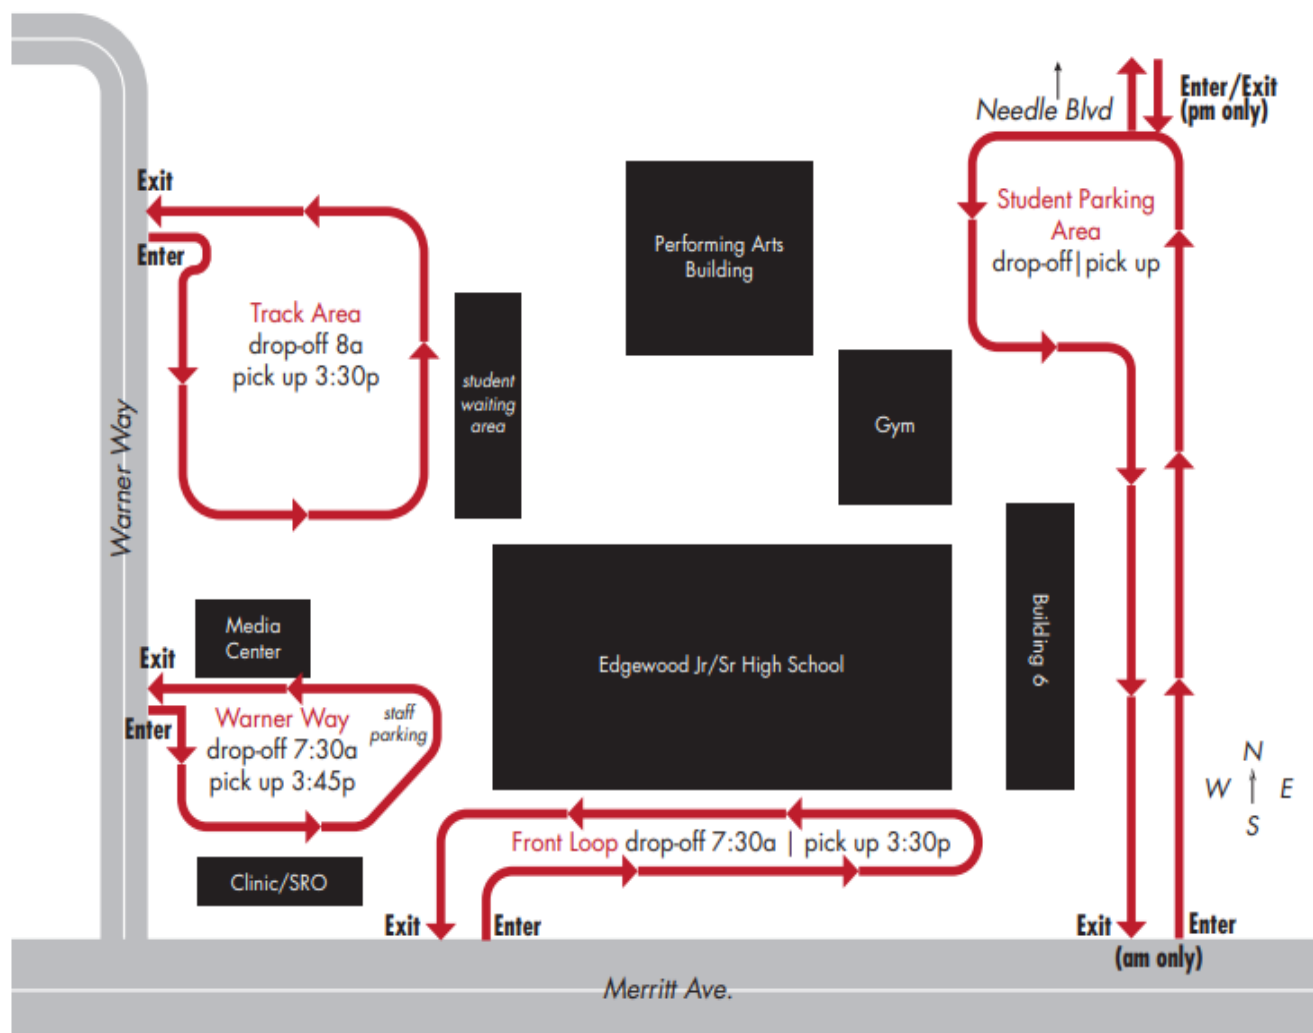 Needle Blvd
Enter/Exit
(pm only)
Exit
Enter
Track Area
drop-off 8a
pick up 3:30p
student
waiting
area
Performing Arts
Building
Student Parking
Area
drop-off|pick up
Gym
Warner Way
Media
Center
Exit
Enter
Warner Way
drop-off 7:30a
pick up 3:45p
staff
parking
Edgewood Jr/Sr High School
Building 6
N
W E
S
Front Loop drop-off 7:30a | pick up 3:30p
Clinic/SRO
Exit Enter
Exit Enter
(am only)
Merritt Ave.